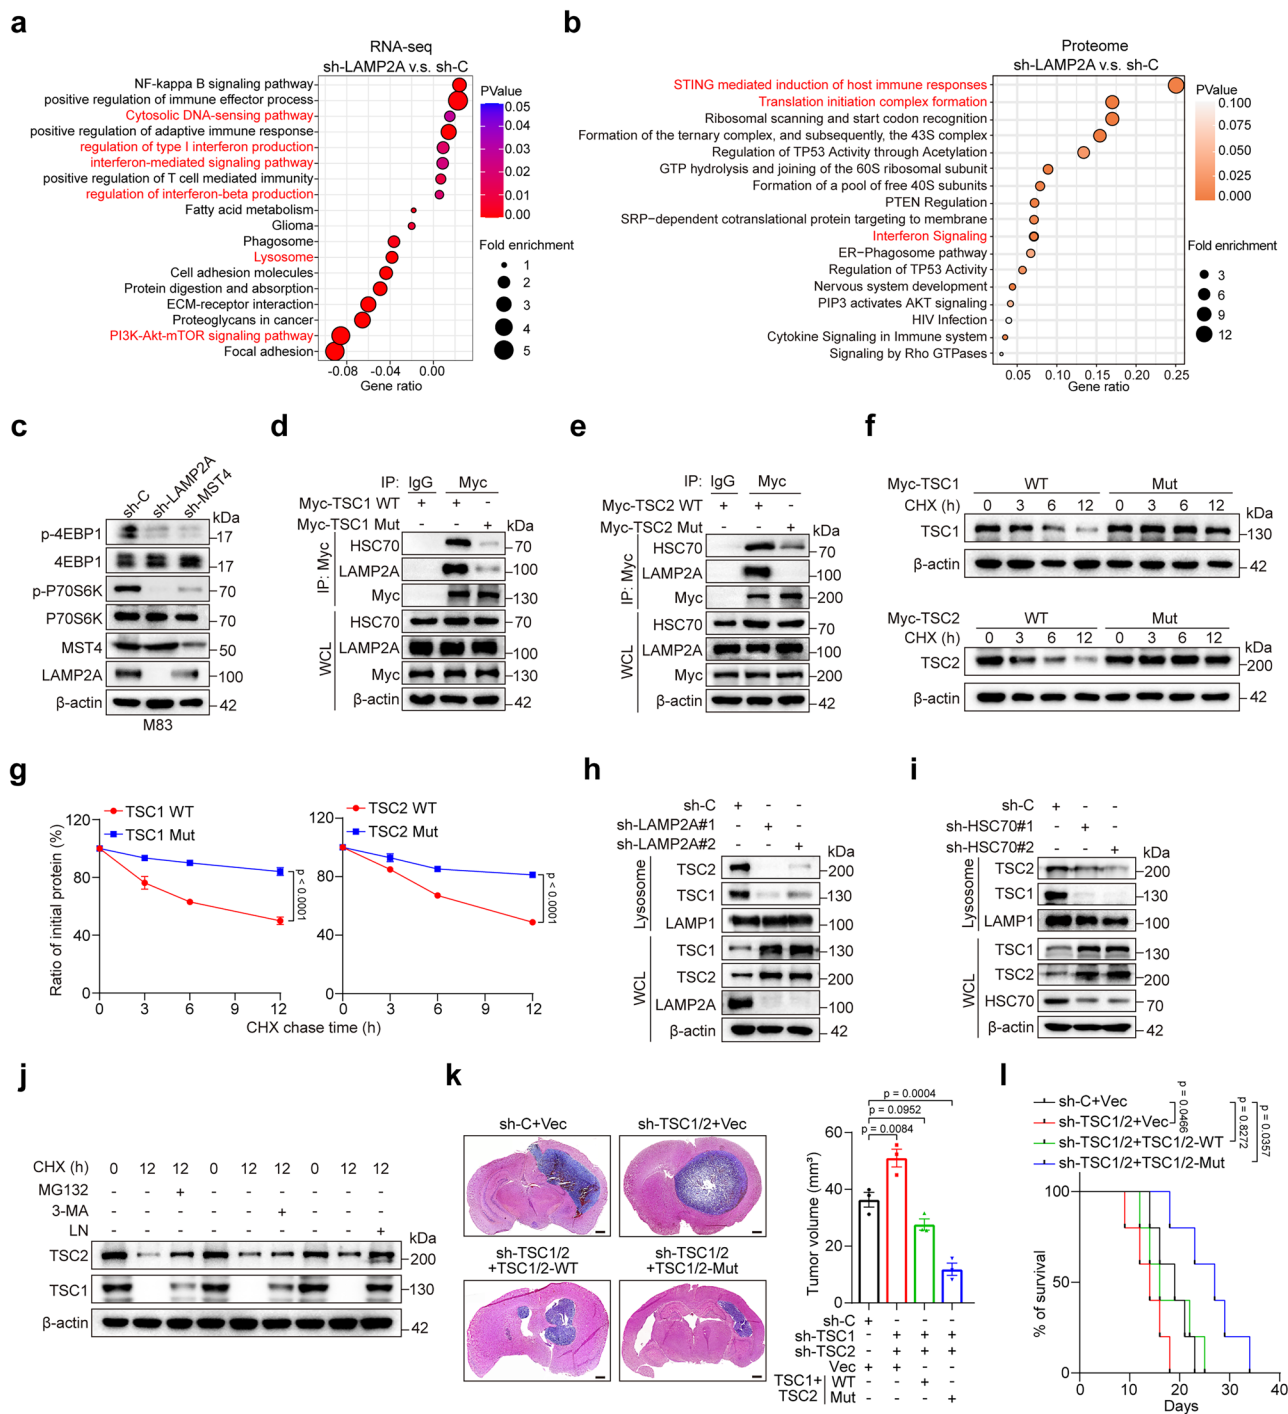 a
RNA-seq
sh-LAMP2A v.s. sh-C
NF-kappa B signaling pathway
positive regulation of immune effector process
Cytosolic DNA-sensing pathway
positive regulation of adaptive immune response
regulation of type I interferon production
interferon-mediated signaling pathway
positive regulation of T cell mediated immunity
regulation of interferon-beta production
Fatty acid metabolism
Glioma
Phagosome
Lysosome
Cell adhesion molecules
Protein digestion and absorption
ECM-receptor interaction
Proteoglycans in cancer
PI3K-Akt-mTOR signaling pathway
Focal adhesion
-0.08 -0.04 0.00
Gene ratio
PValue
0.05
0.04
0.03
0.02
0.01
0.00
Fold enrichment
1
2
3
4
5
b
Proteome
sh-LAMP2A v.s. sh-C
STING mediated induction of host immune responses
Translation initiation complex formation
Ribosomal scanning and start codon recognition
Formation of the ternary complex, and subsequently, the 43S complex
Regulation of TP53 Activity through Acetylation
GTP hydrolysis and joining of the 60S ribosomal subunit
Formation of a pool of free 40S subunits
PTEN Regulation
SRP−dependent cotranslational protein targeting to membrane
Interferon Signaling
ER−Phagosome pathway
Regulation of TP53 Activity
Nervous system development
PIP3 activates AKT signaling
HIV Infection
Cytokine Signaling in Immune system
Signaling by Rho GTPases
0.05 0.10 0.15 0.20 0.25
Gene ratio
PValue
0.100
0.075
0.050
0.025
0.000
Fold enrichment
3
6
9
12
c
sh-C sh-LAMP2A sh-MST4
kDa
p-4EBP1 17
4EBP1 17
p-P70S6K 70
P70S6K 70
MST4 50
LAMP2A 100
β-actin 42
M83
d
IP: IgG Myc
Myc-TSC1 WT + + -
Myc-TSC1 Mut - - + kDa
IP: Myc
HSC70 70
LAMP2A 100
Myc 130
WCL
HSC70 70
LAMP2A 100
Myc 130
β-actin 42
e
IP: IgG Myc
Myc-TSC2 WT + + -
Myc-TSC2 Mut - - + kDa
IP: Myc
HSC70 70
LAMP2A 100
Myc 200
WCL
HSC70 70
LAMP2A 100
Myc 200
β-actin 42
f
Myc-TSC1 WT Mut
CHX (h) 0 3 6 12 0 3 6 12 kDa
TSC1 130
β-actin 42
Myc-TSC2 WT Mut
CHX (h) 0 3 6 12 0 3 6 12 kDa
TSC2 200
β-actin 42
g
TSC1 WT
TSC1 Mut
Ratio of initial protein (%)
120
80
40
0
0 3 6 9 12
p < 0.0001
TSC2 WT
TSC2 Mut
120
80
40
0
0 3 6 9 12
p < 0.0001
CHX chase time (h)
h
sh-C + - -
sh-LAMP2A#1 - + -
sh-LAMP2A#2 - - +
kDa
Lysosome
TSC2 200
TSC1 130
LAMP1 100
WCL
TSC1 130
TSC2 200
LAMP2A 100
β-actin 42
i
sh-C + - -
sh-HSC70#1 - + -
sh-HSC70#2 - - +
kDa
Lysosome
TSC2 200
TSC1 130
LAMP1 100
WCL
TSC1 130
TSC2 200
HSC70 70
β-actin 42
j
CHX (h) 0 12 12 0 12 12 0 12 12
MG132 - - + - - - - - -
3-MA - - - - - + - - -
LN - - - - - - - - +
kDa
TSC2 200
TSC1 130
β-actin 42
k
sh-C+Vec
sh-TSC1/2+Vec
sh-TSC1/2
+TSC1/2-WT
sh-TSC1/2
+TSC1/2-Mut
p = 0.0004
p = 0.0952
p = 0.0084
Tumor volume (mm³)
60
40
20
0
sh-C + - - -
sh-TSC1 - + + +
sh-TSC2 - + + +
Vec + + - -
TSC1+ TSC2
WT - - + -
Mut - - - +
l
sh-C+Vec
sh-TSC1/2+Vec
sh-TSC1/2+TSC1/2-WT
sh-TSC1/2+TSC1/2-Mut
p = 0.0466
p = 0.8272
p = 0.0357
% of survival
100
50
0
0 10 20 30 40
Days